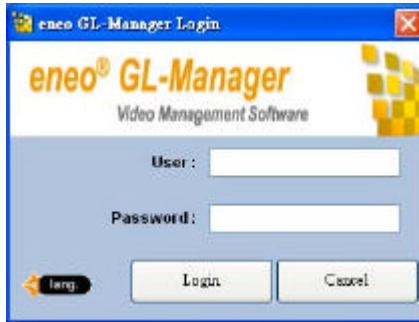 eneo GL-Manager Login
eneo® GL-Manager
Video Management Software
User :
Password :
lang.
Login
Cancel